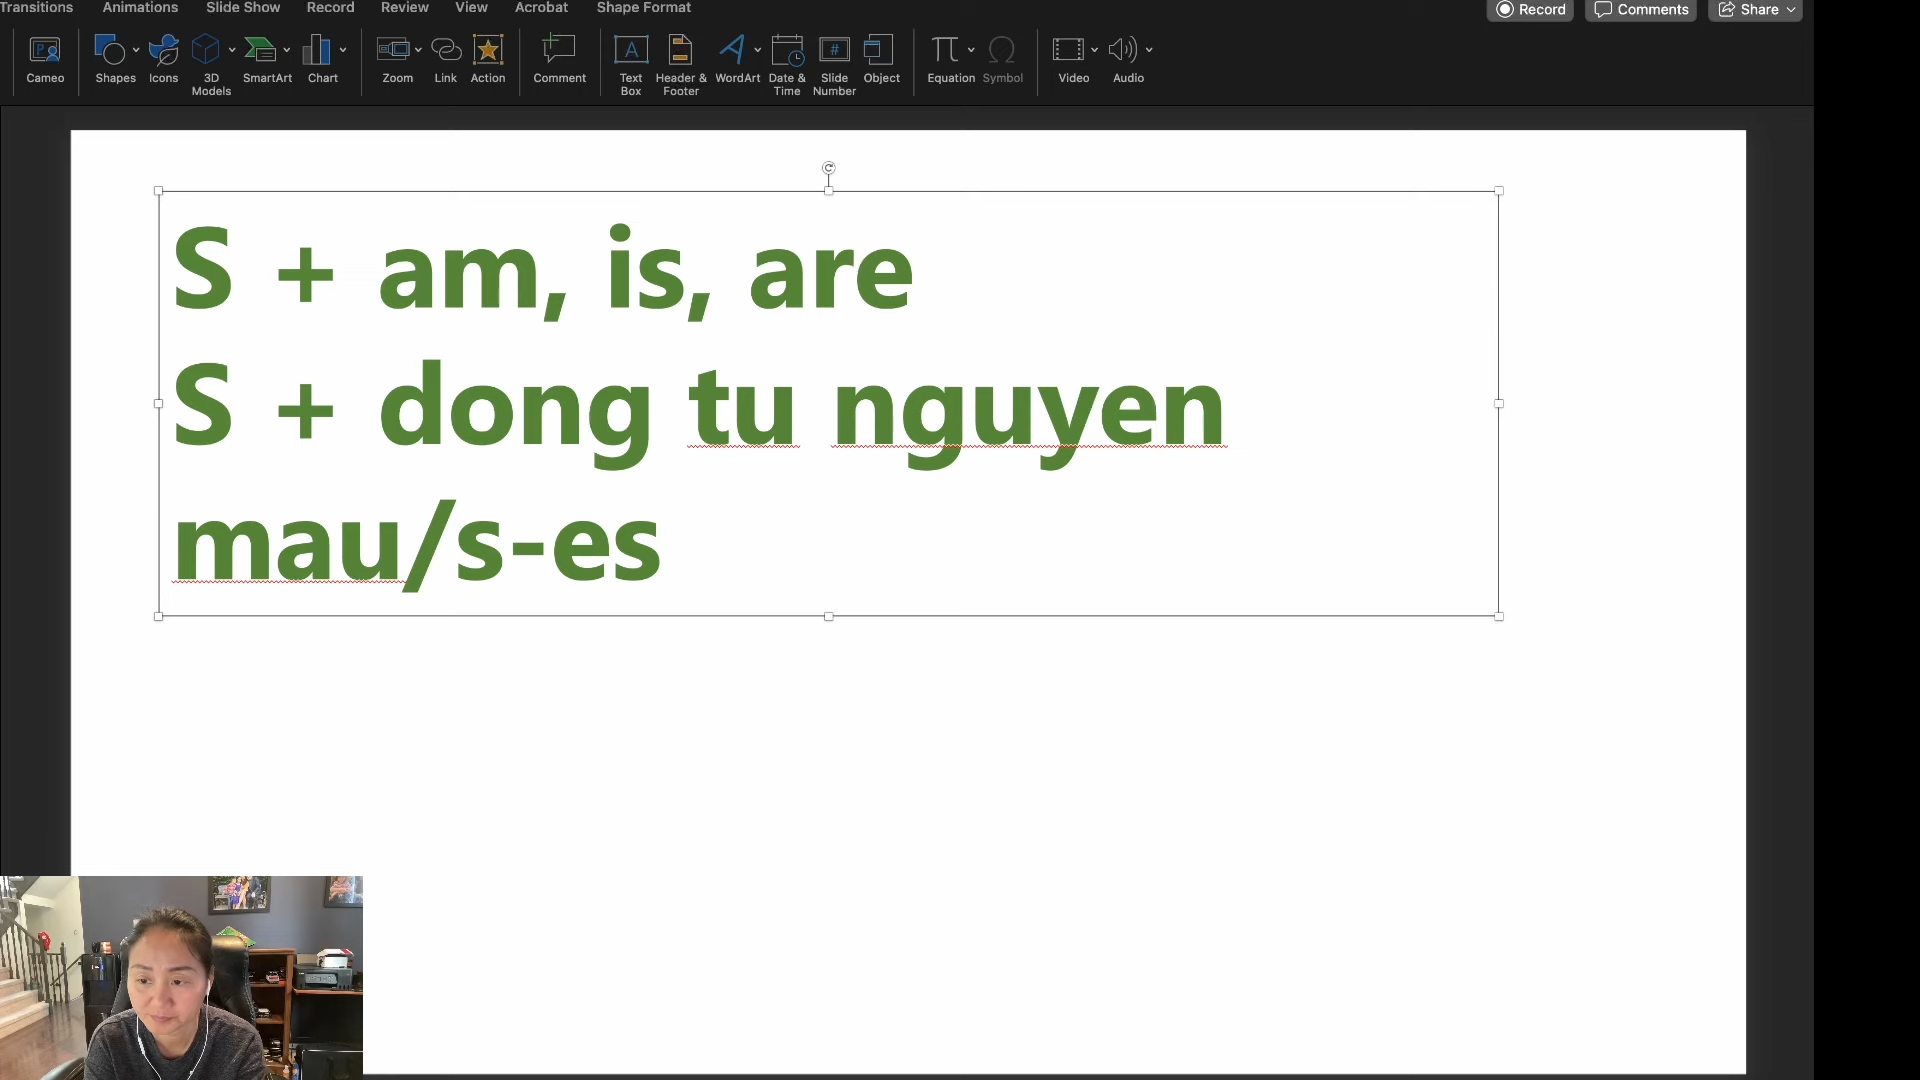 Transitions Animations Slide Show Record Review View Acrobat Shape Format Record Comments Share
Cameo Shapes Icons 3D Models SmartArt Chart Zoom Link Action Comment Text Box Header & Footer WordArt Date & Time Slide Number Object Equation Symbol Video Audio
S + am, is, are
S + dong tu nguyen
mau/s-es